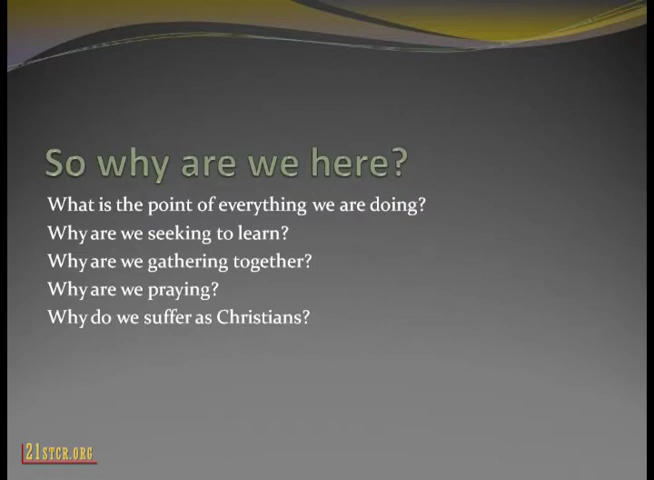 So why are we here?
What is the point of everything we are doing?
Why are we seeking to learn?
Why are we gathering together?
Why are we praying?
Why do we suffer as Christians?
21STCR.ORG